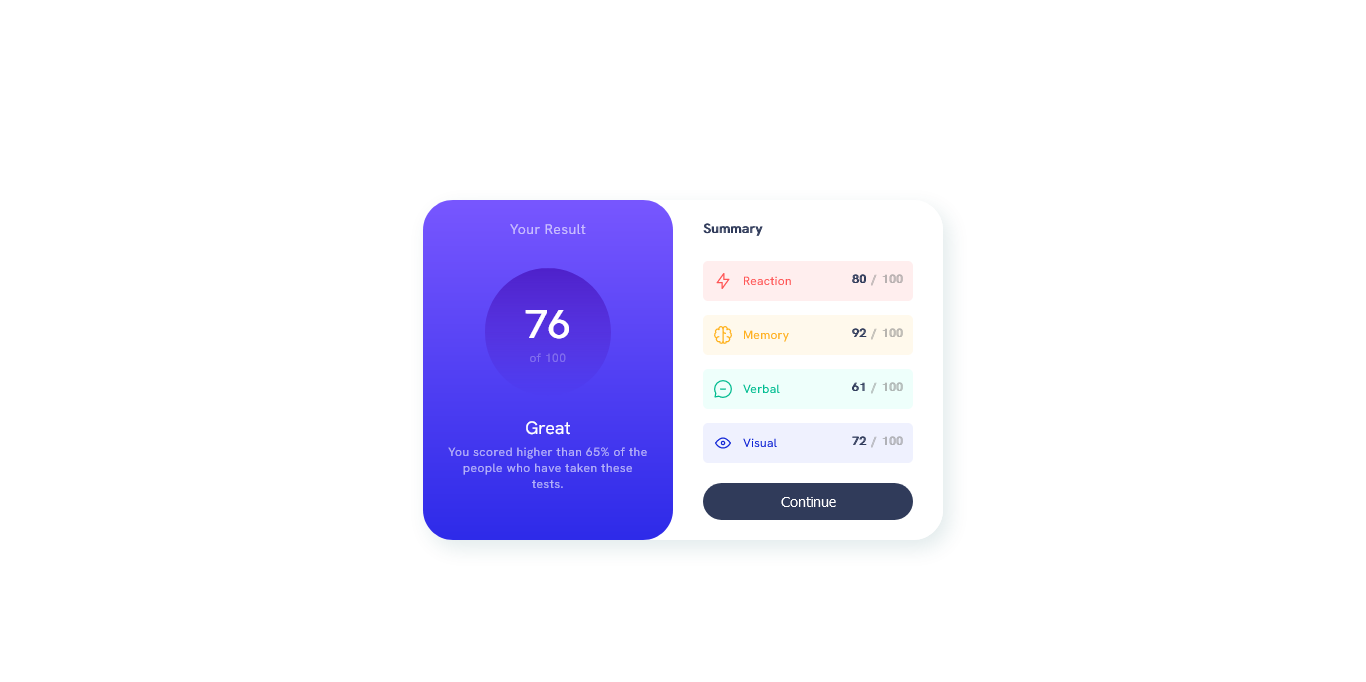 Your Result
76
of 100
Great
You scored higher than 65% of the
people who have taken these
tests.
Summary
Reaction 80 / 100
Memory 92 / 100
Verbal 61 / 100
Visual 72 / 100
Continue